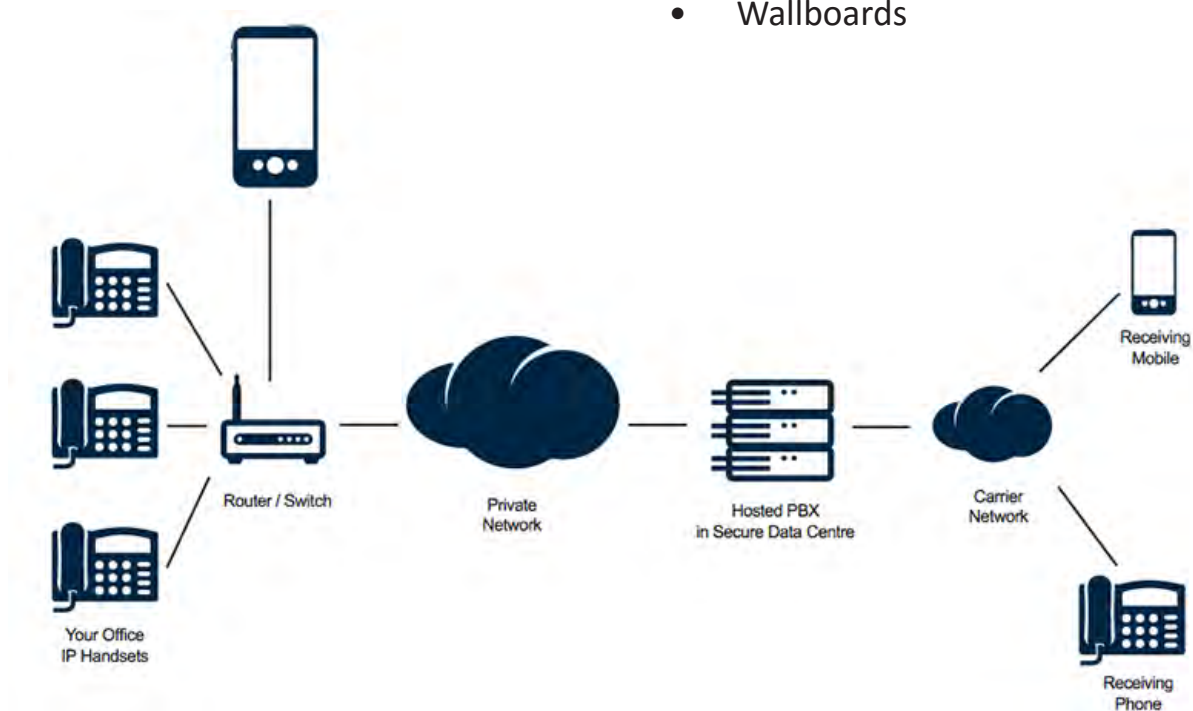 • Wallboards
Receiving
Mobile
Router / Switch
Private
Network
Hosted PBX
in Secure Data Centre
Carrier
Network
Your Office
IP Handsets
Receiving
Phone